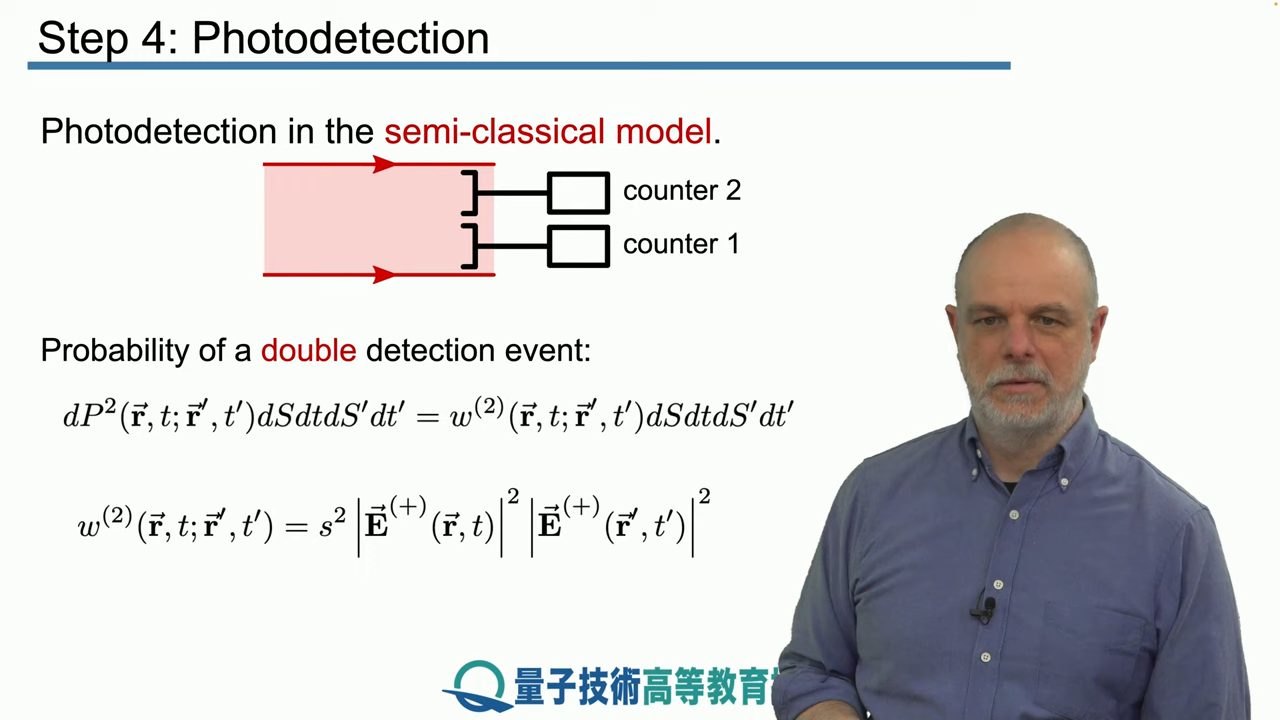 Step 4: Photodetection
Photodetection in the semi-classical model.
counter 2
counter 1
Probability of a double detection event:
dP²(r⃗, t; r⃗′, t′)dSdtdS′dt′ = w⁽²⁾(r⃗, t; r⃗′, t′)dSdtdS′dt′
w⁽²⁾(r⃗, t; r⃗′, t′) = s² |E⃗⁽⁺⁾(r⃗, t)|² |E⃗⁽⁺⁾(r⃗′, t′)|²
量子技術高等教育